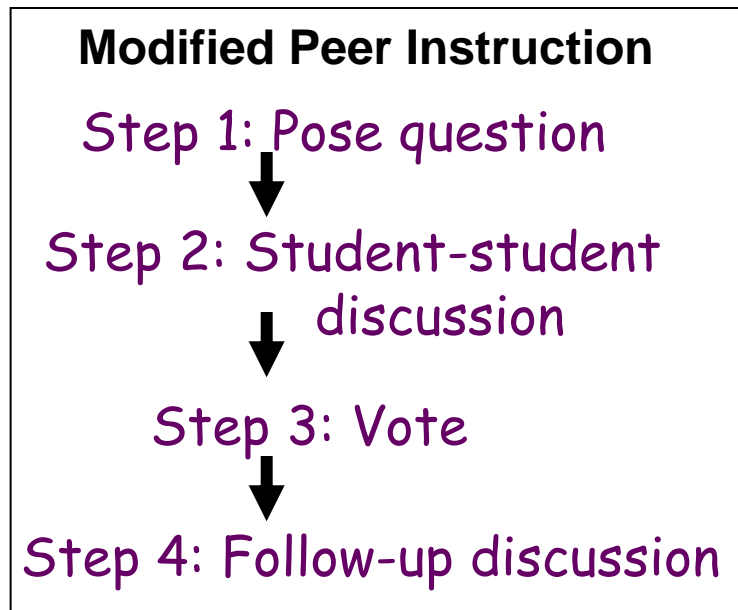 Modified Peer Instruction
Step 1: Pose question
Step 2: Student-student
discussion
Step 3: Vote
Step 4: Follow-up discussion